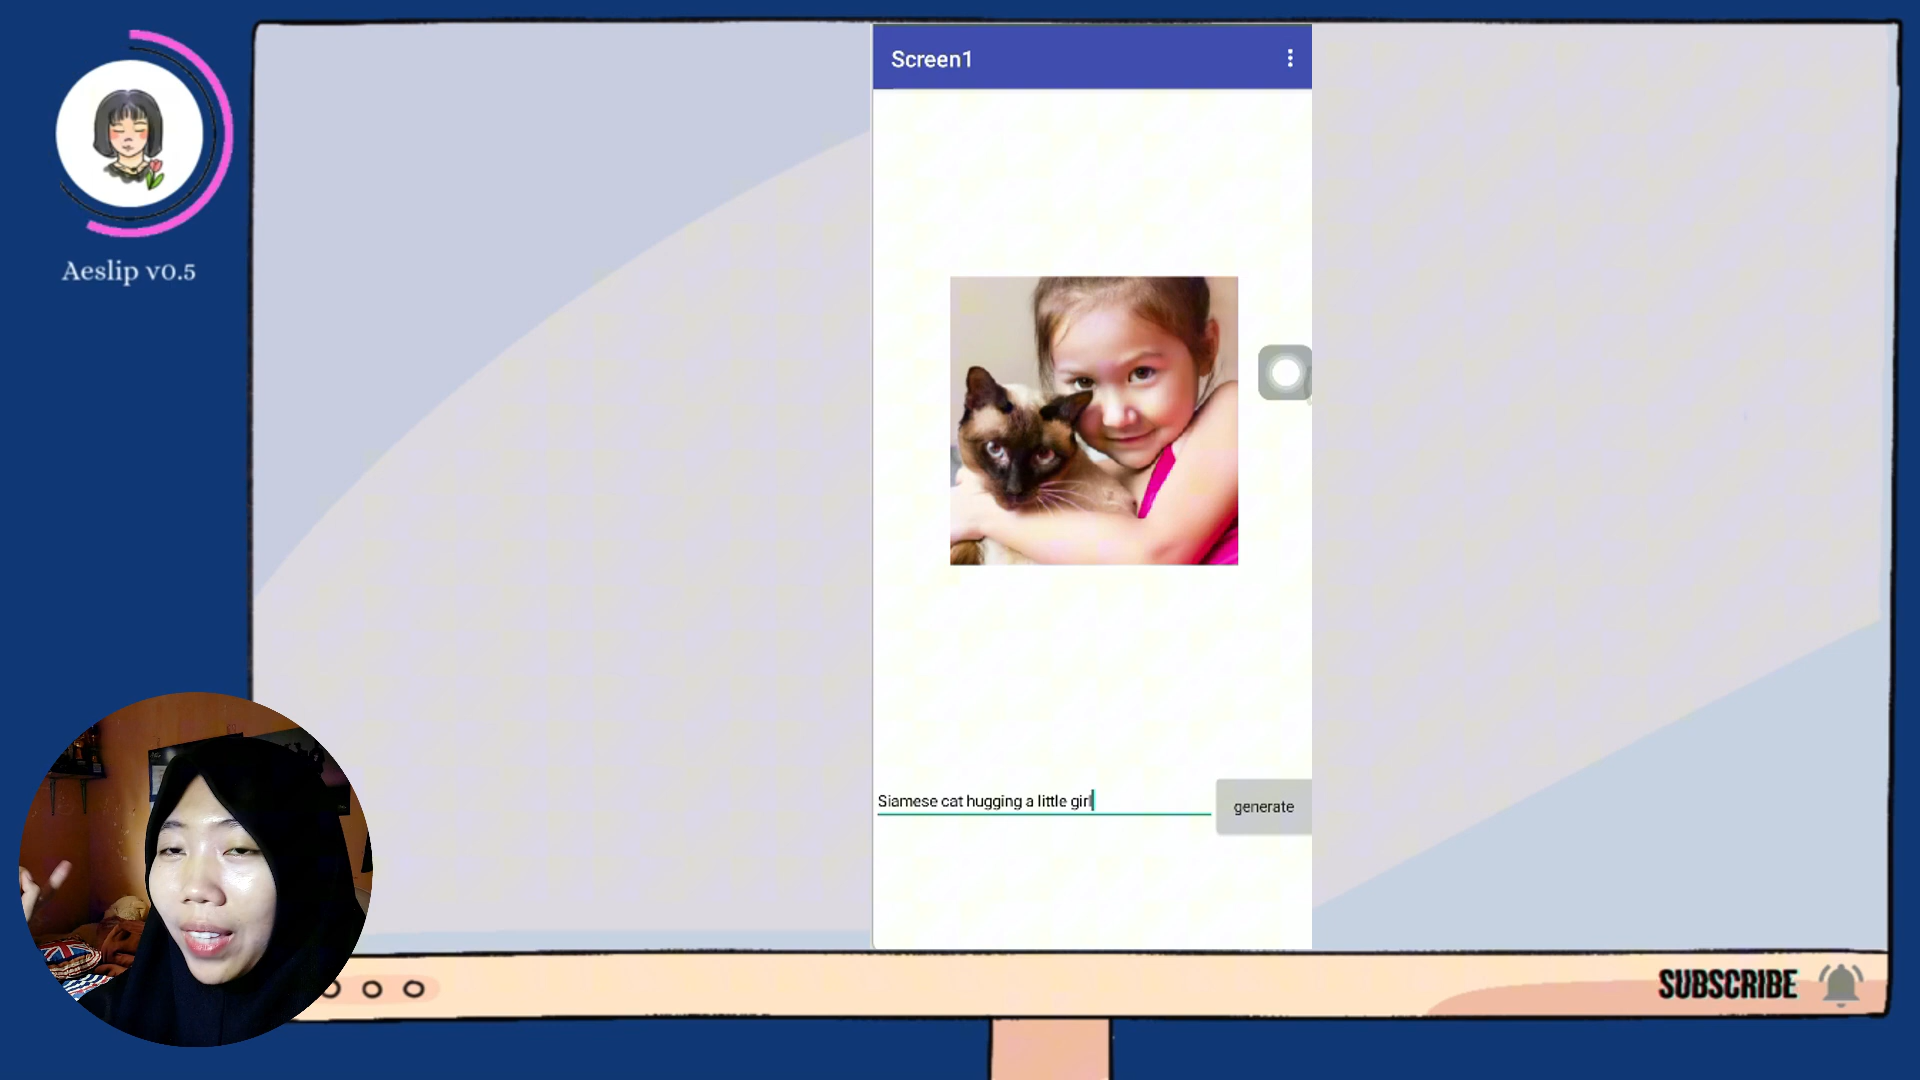 Screen1
Aeslip v0.5
Siamese cat hugging a little girl
generate
SUBSCRIBE